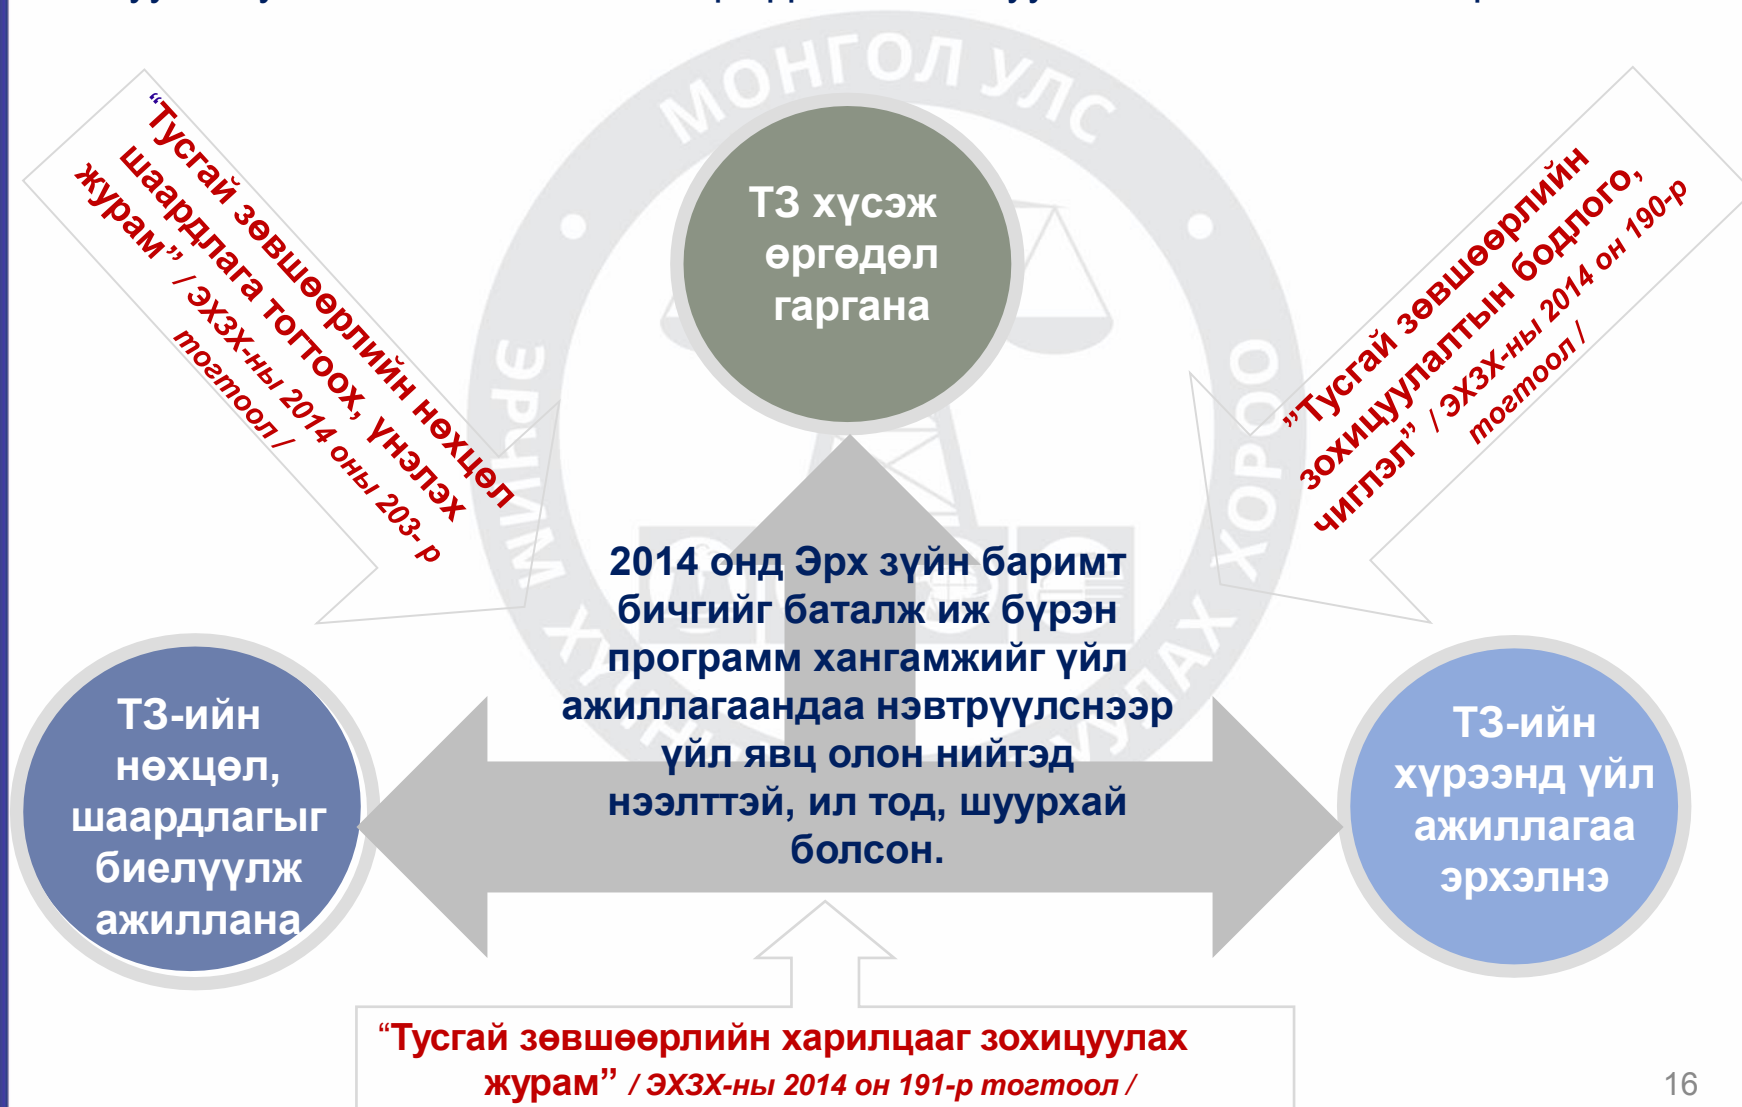 “Тусгай зөвшөөрлийн нөхцөл
шаардлага тогтоох, үнэлэх
журам” / ЭХЗХ-ны 2014 оны 203- р
тогтоол /
”Тусгай зөвшөөрлийн
зохицуулалтын бодлого,
чиглэл” / ЭХЗХ-ны 2014 он 190-р
тогтоол /
МОНГОЛ УЛС
ХОРОО
ТЗ хүсэж
өргөдөл
гаргана
2014 онд Эрх зүйн баримт
бичгийг баталж иж бүрэн
программ хангамжийг үйл
ажиллагаандаа нэвтрүүлснээр
үйл явц олон нийтэд
нээлттэй, ил тод, шуурхай
болсон.
ТЗ-ийн
нөхцөл,
шаардлагыг
биелүүлж
ажиллана
ТЗ-ийн
хүрээнд үйл
ажиллагаа
эрхэлнэ
“Тусгай зөвшөөрлийн харилцааг зохицуулах
журам” / ЭХЗХ-ны 2014 он 191-р тогтоол /
16